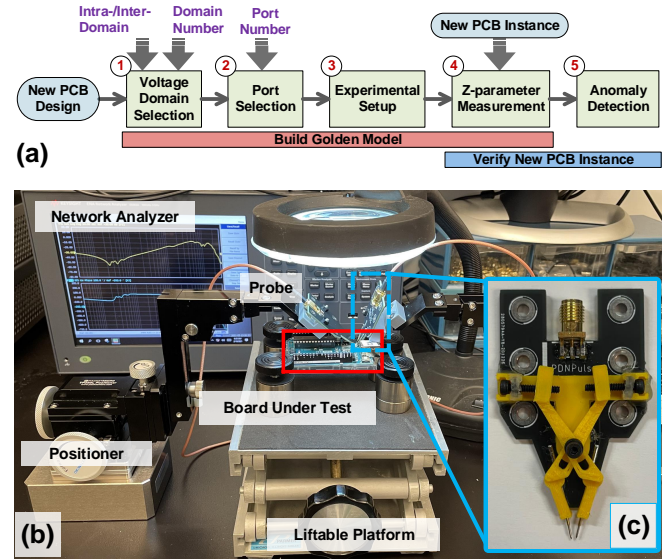 Intra-/Inter-
Domain
Domain
Number
Port
Number
New PCB Instance
1
2
3
4
5
New PCB
Design
Voltage
Domain
Selection
Port
Selection
Experimental
Setup
Z-parameter
Measurement
Anomaly
Detection
Build Golden Model
(a)
Verify New PCB Instance
Network Analyzer
Probe
Board Under Test
Positioner
Liftable Platform
(b)
PDNPuls
(c)